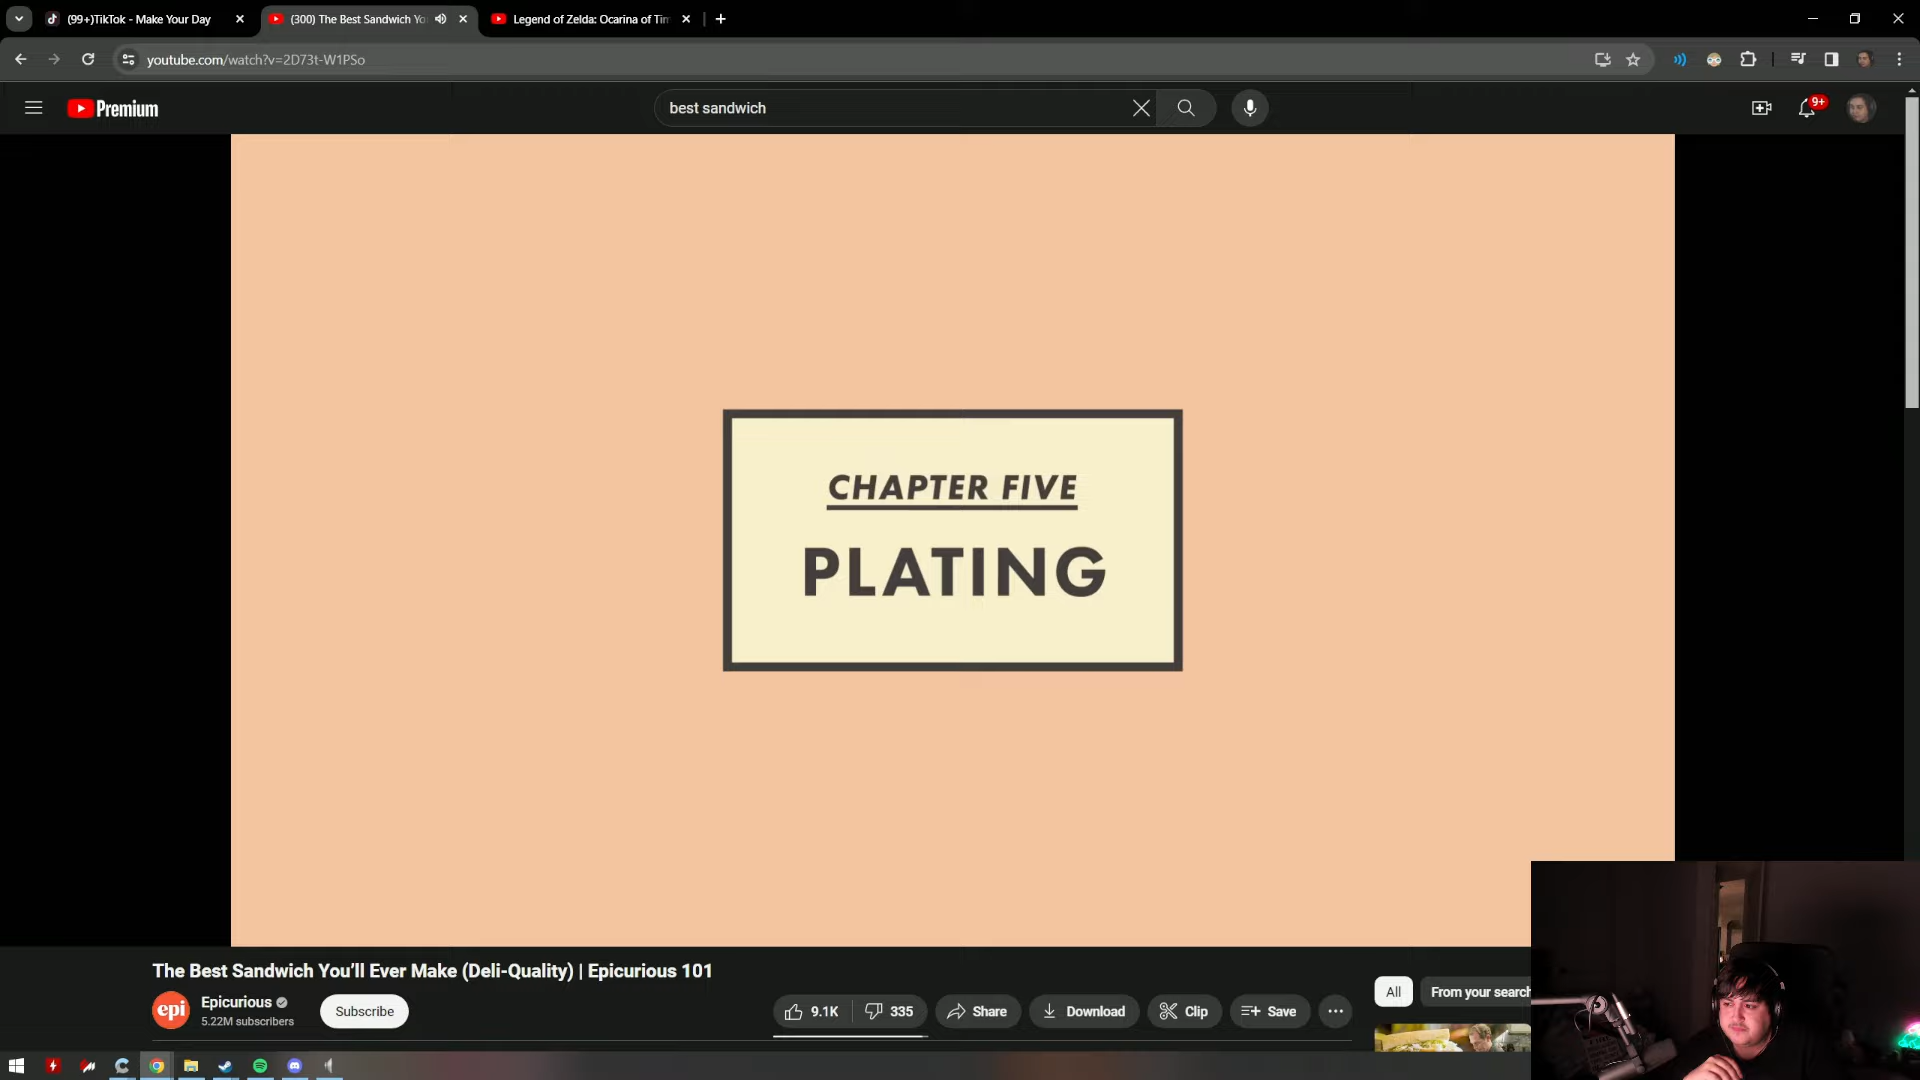 (99+)TikTok - Make Your Day
(300) The Best Sandwich Yo
Legend of Zelda: Ocarina of Tim
youtube.com/watch?v=2D73t-W1PSo
Premium
best sandwich
9+
CHAPTER FIVE
PLATING
The Best Sandwich You'll Ever Make (Deli-Quality) | Epicurious 101
epi
Epicurious
5.22M subscribers
Subscribe
9.1K
335
Share
Download
Clip
Save
All
From your search